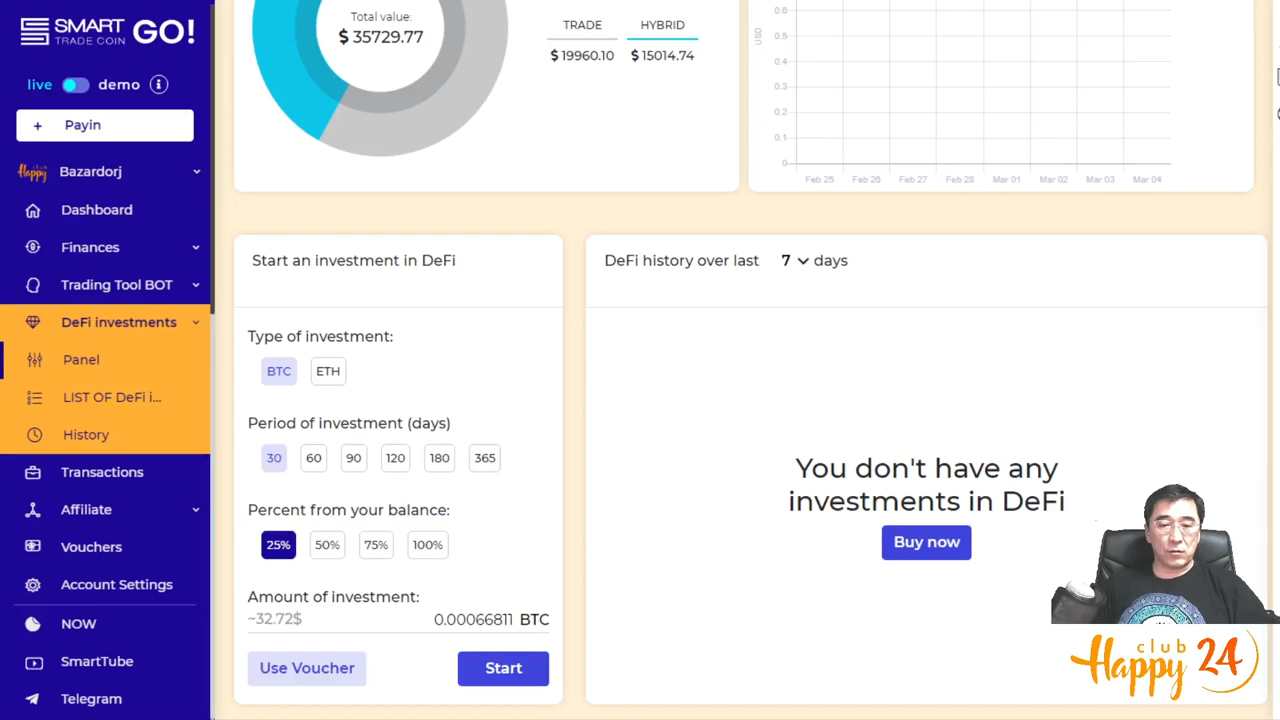 SMART
TRADE COIN
GO!
live demo
+ Payin
Happy club
Bazardorj
Dashboard
Finances
Trading Tool BOT
DeFi investments
Panel
LIST OF DeFi i...
History
Transactions
Affiliate
Vouchers
Account Settings
NOW
SmartTube
Telegram
Total value:
$ 35729.77
TRADE HYBRID
$ 19960.10 $ 15014.74
USD
0.6
0.5
0.4
0.3
0.2
0.1
0
Feb 25 Feb 26 Feb 27 Feb 28 Mar 01 Mar 02 Mar 03 Mar 04
Start an investment in DeFi
Type of investment:
BTC ETH
Period of investment (days)
30 60 90 120 180 365
Percent from your balance:
25% 50% 75% 100%
Amount of investment:
~32.72$ 0.00066811 BTC
Use Voucher Start
DeFi history over last 7 days
You don't have any
investments in DeFi
Buy now
club
Happy 24